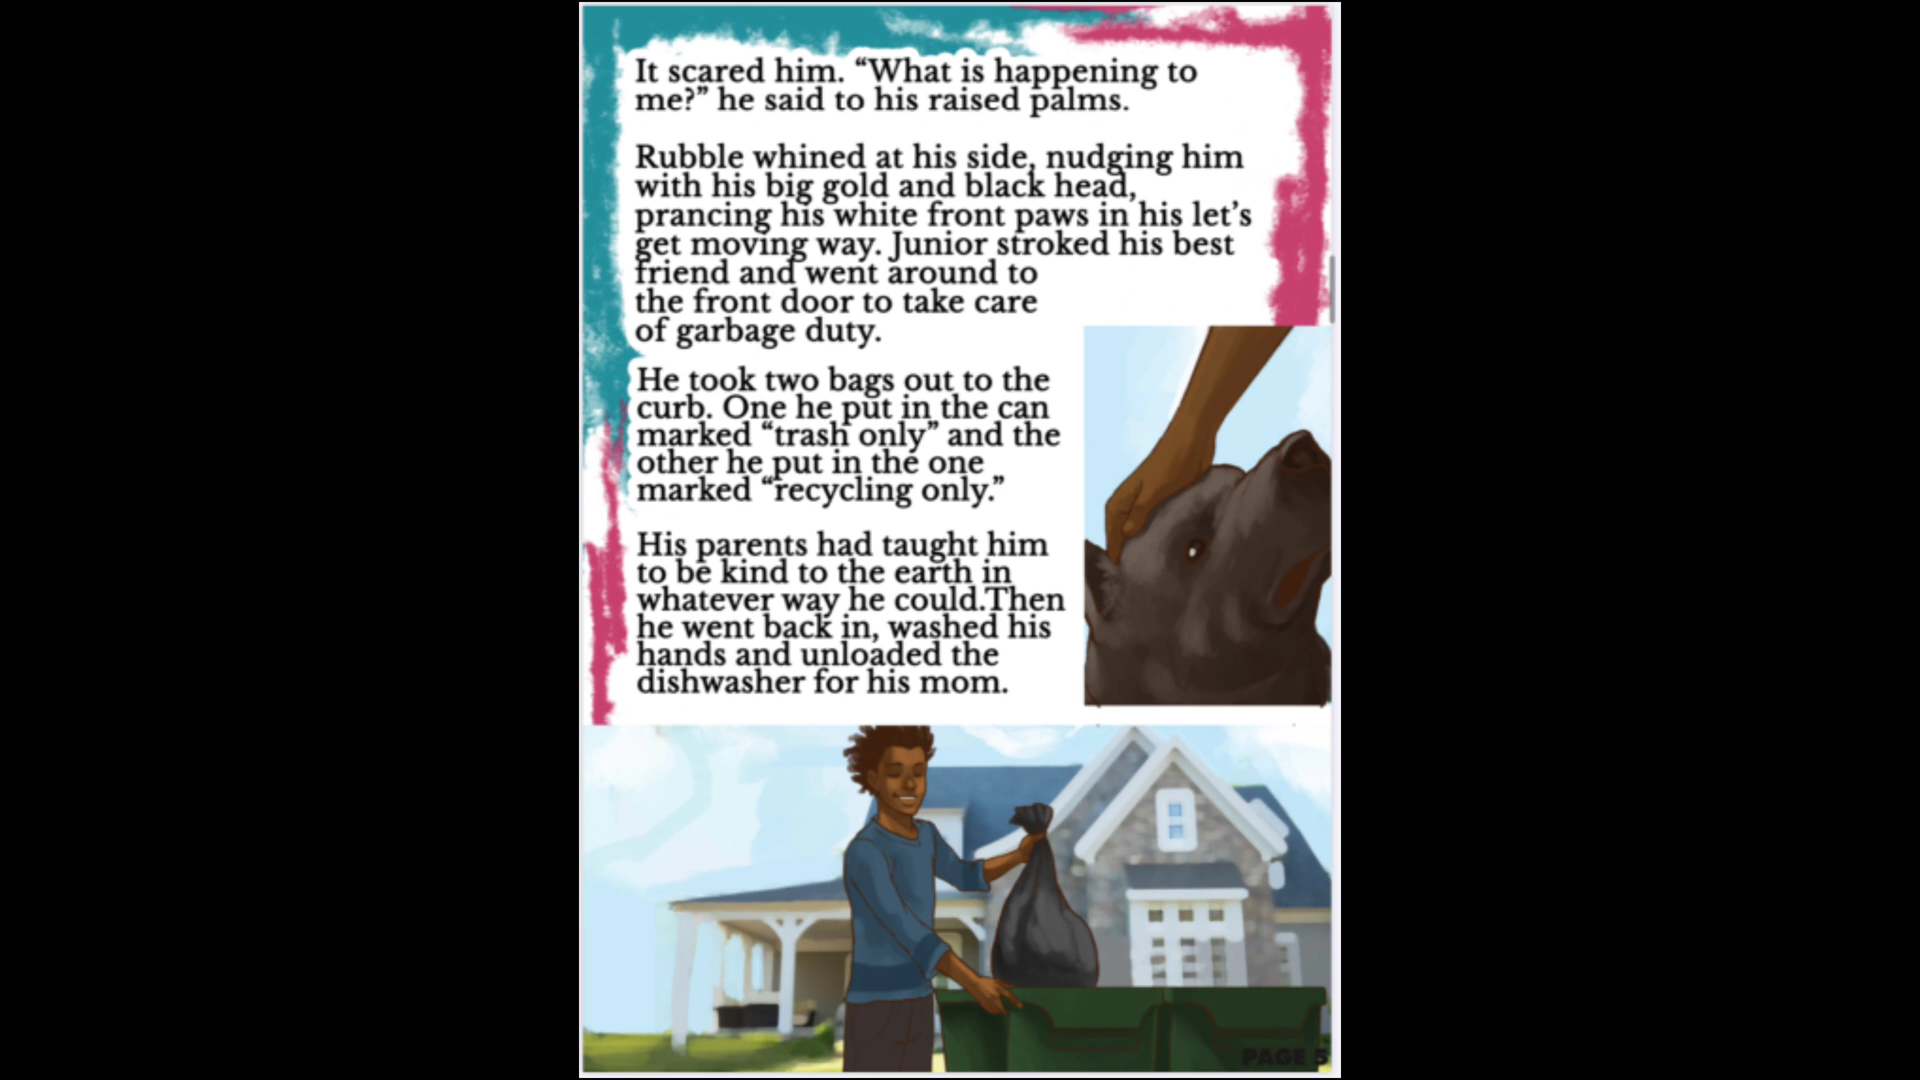 It scared him. “What is happening to
me?” he said to his raised palms.
Rubble whined at his side, nudging him
with his big gold and black head,
prancing his white front paws in his let’s
get moving way. Junior stroked his best
friend and went around to
the front door to take care
of garbage duty.
He took two bags out to the
curb. One he put in the can
marked “trash only” and the
other he put in the one
marked “recycling only.”
His parents had taught him
to be kind to the earth in
whatever way he could.Then
he went back in, washed his
hands and unloaded the
dishwasher for his mom.
PAGE 5